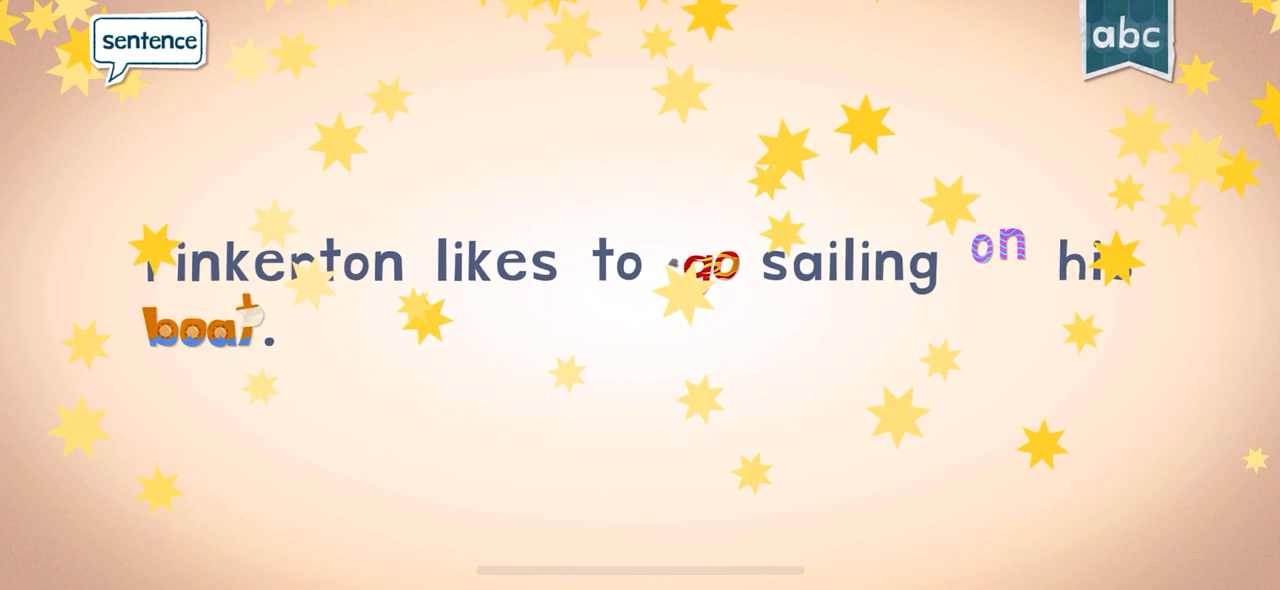 sentence
abc
Pinkerton likes to go sailing on his
boat.